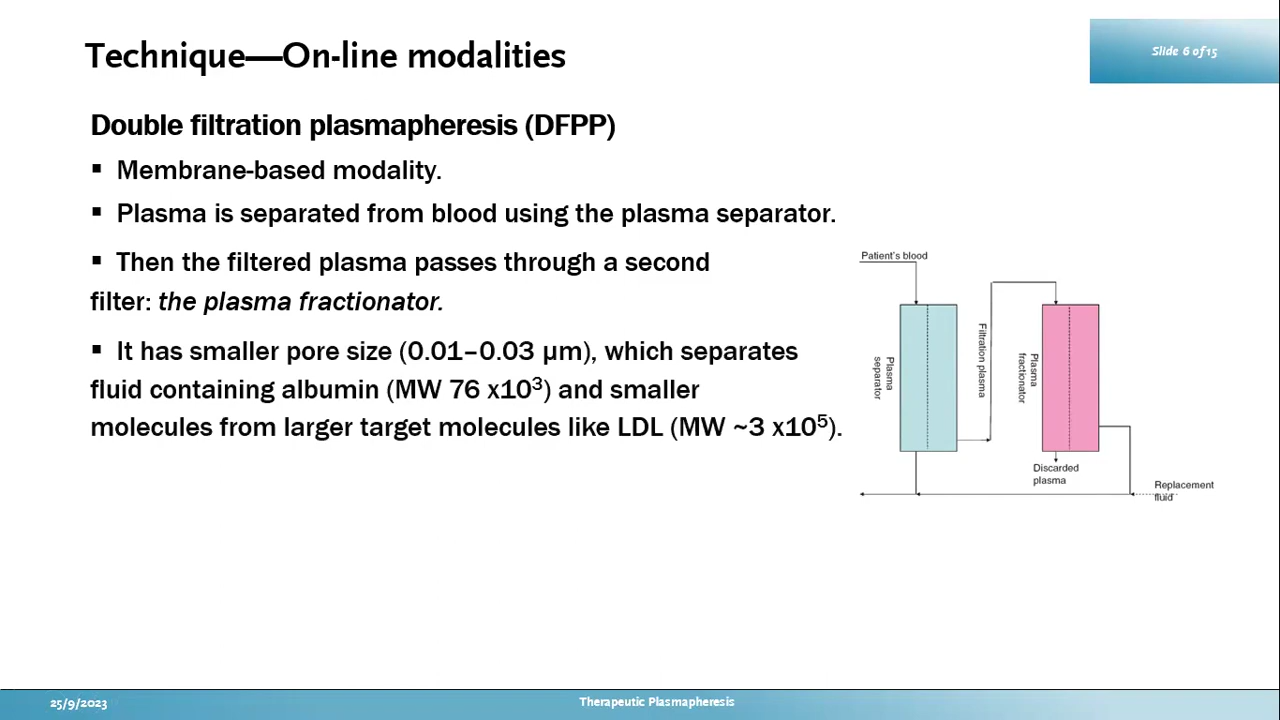 Technique—On-line modalities
Slide 6 of 15
Double filtration plasmapheresis (DFPP)
▪ Membrane-based modality.
▪ Plasma is separated from blood using the plasma separator.
▪ Then the filtered plasma passes through a second
filter: the plasma fractionator.
▪ It has smaller pore size (0.01–0.03 µm), which separates
fluid containing albumin (MW 76 x10³) and smaller
molecules from larger target molecules like LDL (MW ~3 x10⁵).
Patient's blood
Plasma
separator
Filtration plasma
Plasma
fractionator
Discarded
plasma
Replacement
fluid
25/9/2023
Therapeutic Plasmapheresis